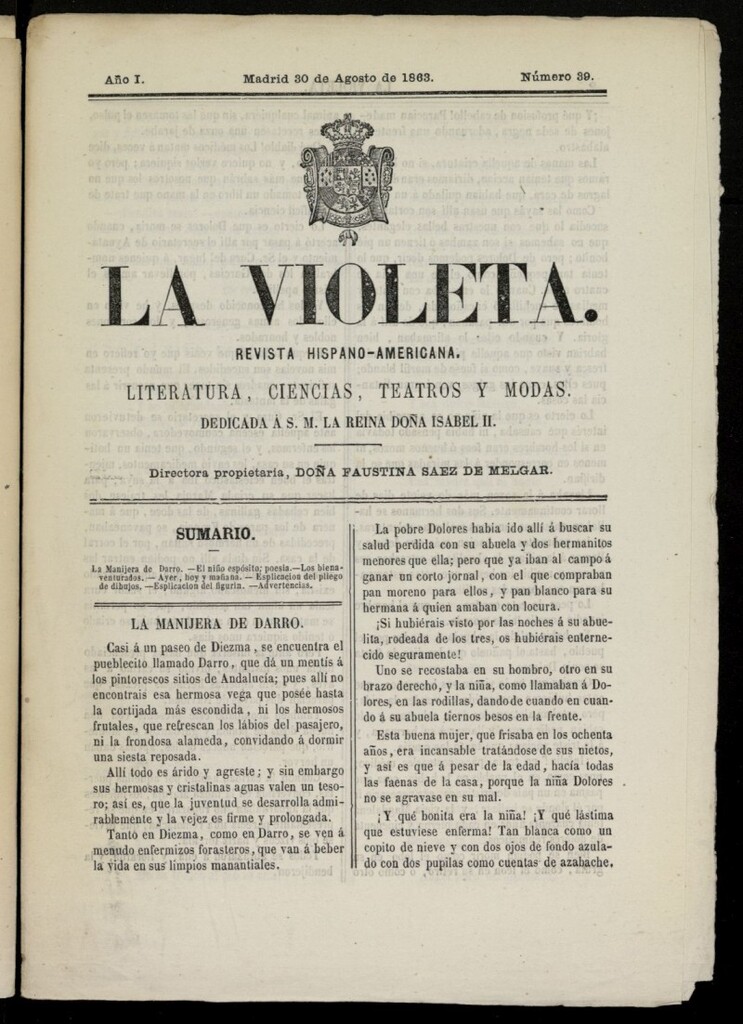 Año I.
Madrid 30 de Agosto de 1863.
Número 39.
LA VIOLETA.
REVISTA HISPANO-AMERICANA.
LITERATURA, CIENCIAS, TEATROS Y MODAS.
DEDICADA Á S. M. LA REINA DOÑA ISABEL II.
Directora propietaria, DOÑA FAUSTINA SAEZ DE MELGAR.
SUMARIO.
La Manijera de Darro. —El niño espósito; poesia.—Los biena-
venturados. — Ayer, hoy y mañana. — Esplicacion del pliego
de dibujos. —Esplicacion del figurin. —Advertencias.
LA MANIJERA DE DARRO.
Casi á un paseo de Diezma, se encuentra el
pueblecito llamado Darro, que dá un mentís á
los pintorescos sitios de Andalucía; pues allí no
encontrais esa hermosa vega que posée hasta
la cortijada más escondida, ni los hermosos
frutales, que refrescan los lábios del pasajero,
ni la frondosa alameda, convidando á dormir
una siesta reposada.
Allí todo es árido y agreste; y sin embargo
sus hermosas y cristalinas aguas valen un teso-
ro; así es, que la juventud se desarrolla admi-
rablemente y la vejez es firme y prolongada.
Tanto en Diezma, como en Darro, se ven á
menudo enfermizos forasteros, que van á beber
la vida en sus limpios manantiales.
La pobre Dolores habia ido allí á buscar su
salud perdida con su abuela y dos hermanitos
menores que ella; pero que ya iban al campo á
ganar un corto jornal, con el que compraban
pan moreno para ellos, y pan blanco para su
hermana á quien amaban con locura.
¡Si hubiérais visto por las noches á su abue-
lita, rodeada de los tres, os hubiérais enterne-
cido seguramente!
Uno se recostaba en su hombro, otro en su
brazo derecho, y la niña, como llamaban á Do-
lores, en las rodillas, dando de cuando en cuan-
do á su abuela tiernos besos en la frente.
Esta buena mujer, que frisaba en los ochenta
años, era incansable tratándose de sus nietos,
y así es que á pesar de la edad, hacía todas
las faenas de la casa, porque la niña Dolores
no se agravase en su mal.
¡Y qué bonita era la niña! ¡Y qué lástima
que estuviese enferma! Tan blanca como un
copito de nieve y con dos ojos de fondo azula-
do con dos pupilas como cuentas de azabache,